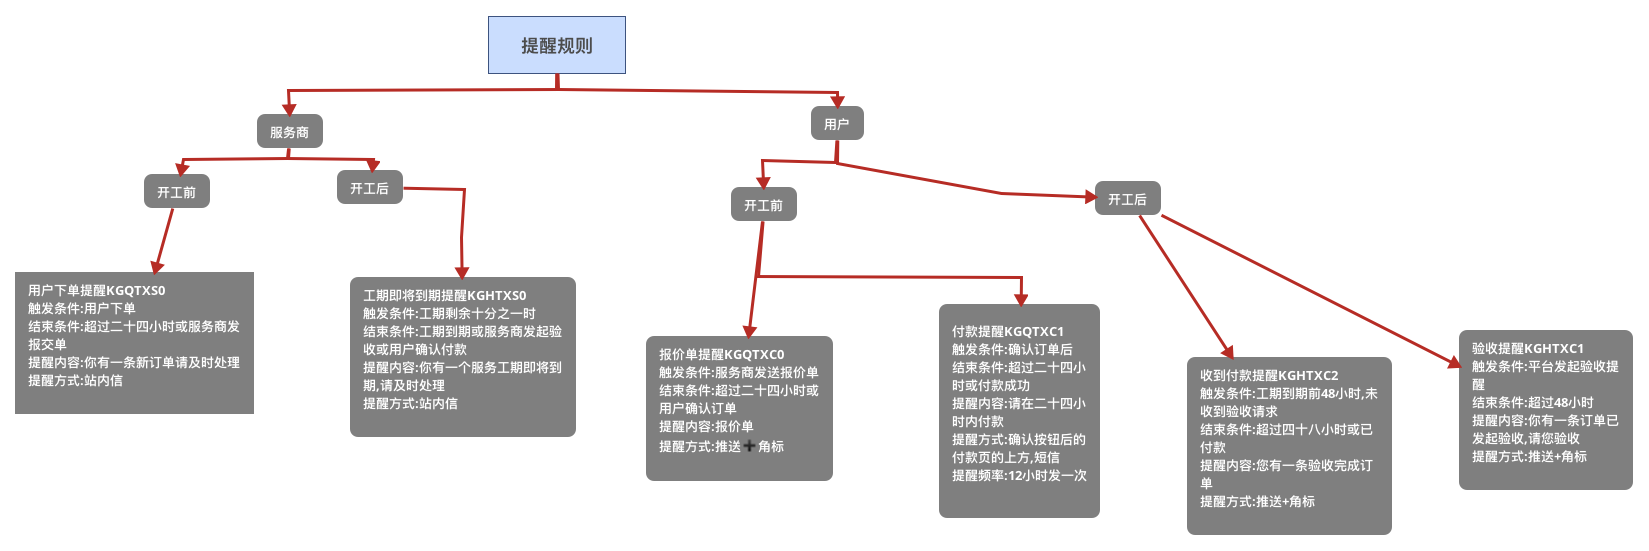 提醒规则
服务商
用户
开工前
开工后
开工前
开工后
用户下单提醒KGQTXS0
触发条件:用户下单
结束条件:超过二十四小时或服务商发
报交单
提醒内容:你有一条新订单请及时处理
提醒方式:站内信
工期即将到期提醒KGHTXS0
触发条件:工期剩余十分之一时
结束条件:工期到期或服务商发起验
收或用户确认付款
提醒内容:你有一个服务工期即将到
期,请及时处理
提醒方式:站内信
报价单提醒KGQTXC0
触发条件:服务商发送报价单
结束条件:超过二十四小时或
用户确认订单
提醒内容:报价单
提醒方式:推送➕角标
付款提醒KGQTXC1
触发条件:确认订单后
结束条件:超过二十四小
时或付款成功
提醒内容:请在二十四小
时内付款
提醒方式:确认按钮后的
付款页的上方,短信
提醒频率:12小时发一次
收到付款提醒KGHTXC2
触发条件:工期到期前48小时,未
收到验收请求
结束条件:超过四十八小时或已
付款
提醒内容:您有一条验收完成订
单
提醒方式:推送+角标
验收提醒KGHTXC1
触发条件:平台发起验收提
醒
结束条件:超过48小时
提醒内容:你有一条订单已
发起验收,请您验收
提醒方式:推送+角标